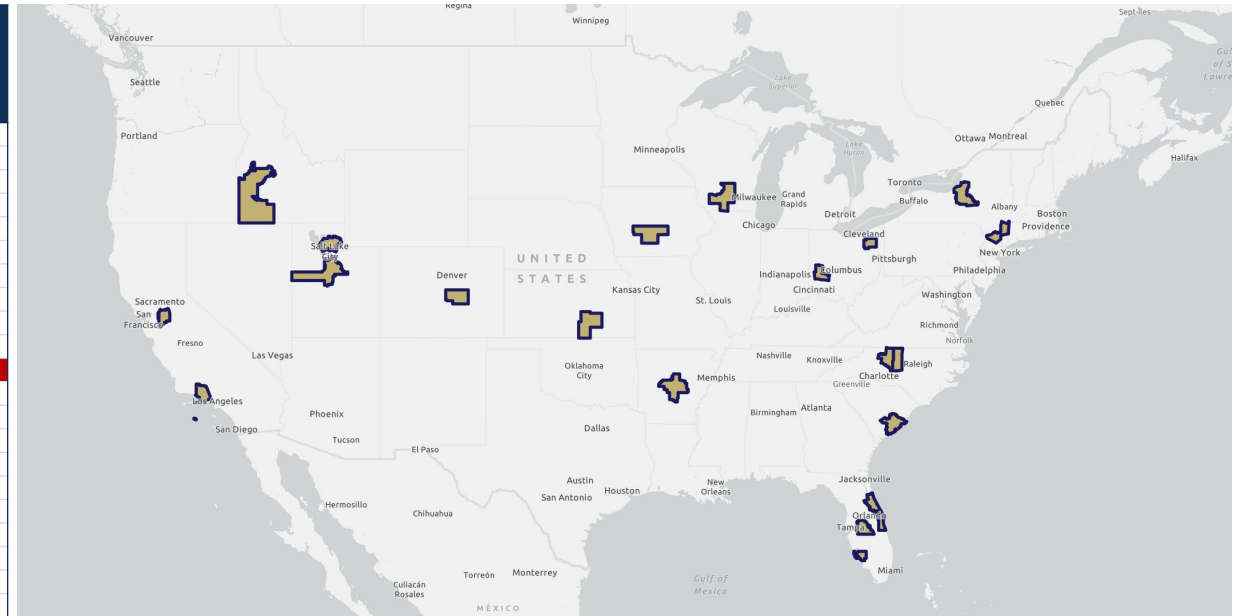 Regina
Winnipeg
Sept-Iles
Vancouver
Seattle
Lake
Superior
Quebec
Portland
Ottawa
Montreal
Minneapolis
Lake
Huron
Halifax
Toronto
Milwaukee
Grand
Rapids
Buffalo
Albany
Detroit
Boston
Providence
Chicago
Cleveland
Salt Lake
City
New York
UNITED
STATES
Pittsburgh
Denver
Indianapolis
Columbus
Philadelphia
Kansas City
Cincinnati
Washington
Sacramento
St. Louis
Louisville
San
Francisco
Richmond
Norfolk
Fresno
Las Vegas
Nashville
Knoxville
Raleigh
Oklahoma
City
Memphis
Charlotte
Greenville
Los Angeles
Phoenix
Birmingham
Atlanta
San Diego
Dallas
Tucson
El Paso
Jacksonville
Austin
New
Orleans
Houston
San Antonio
Hermosillo
Chihuahua
Orlando
Tampa
Miami
Torreón
Monterrey
Gulf of
Mexico
Culiacán
Rosales
MÉXICO